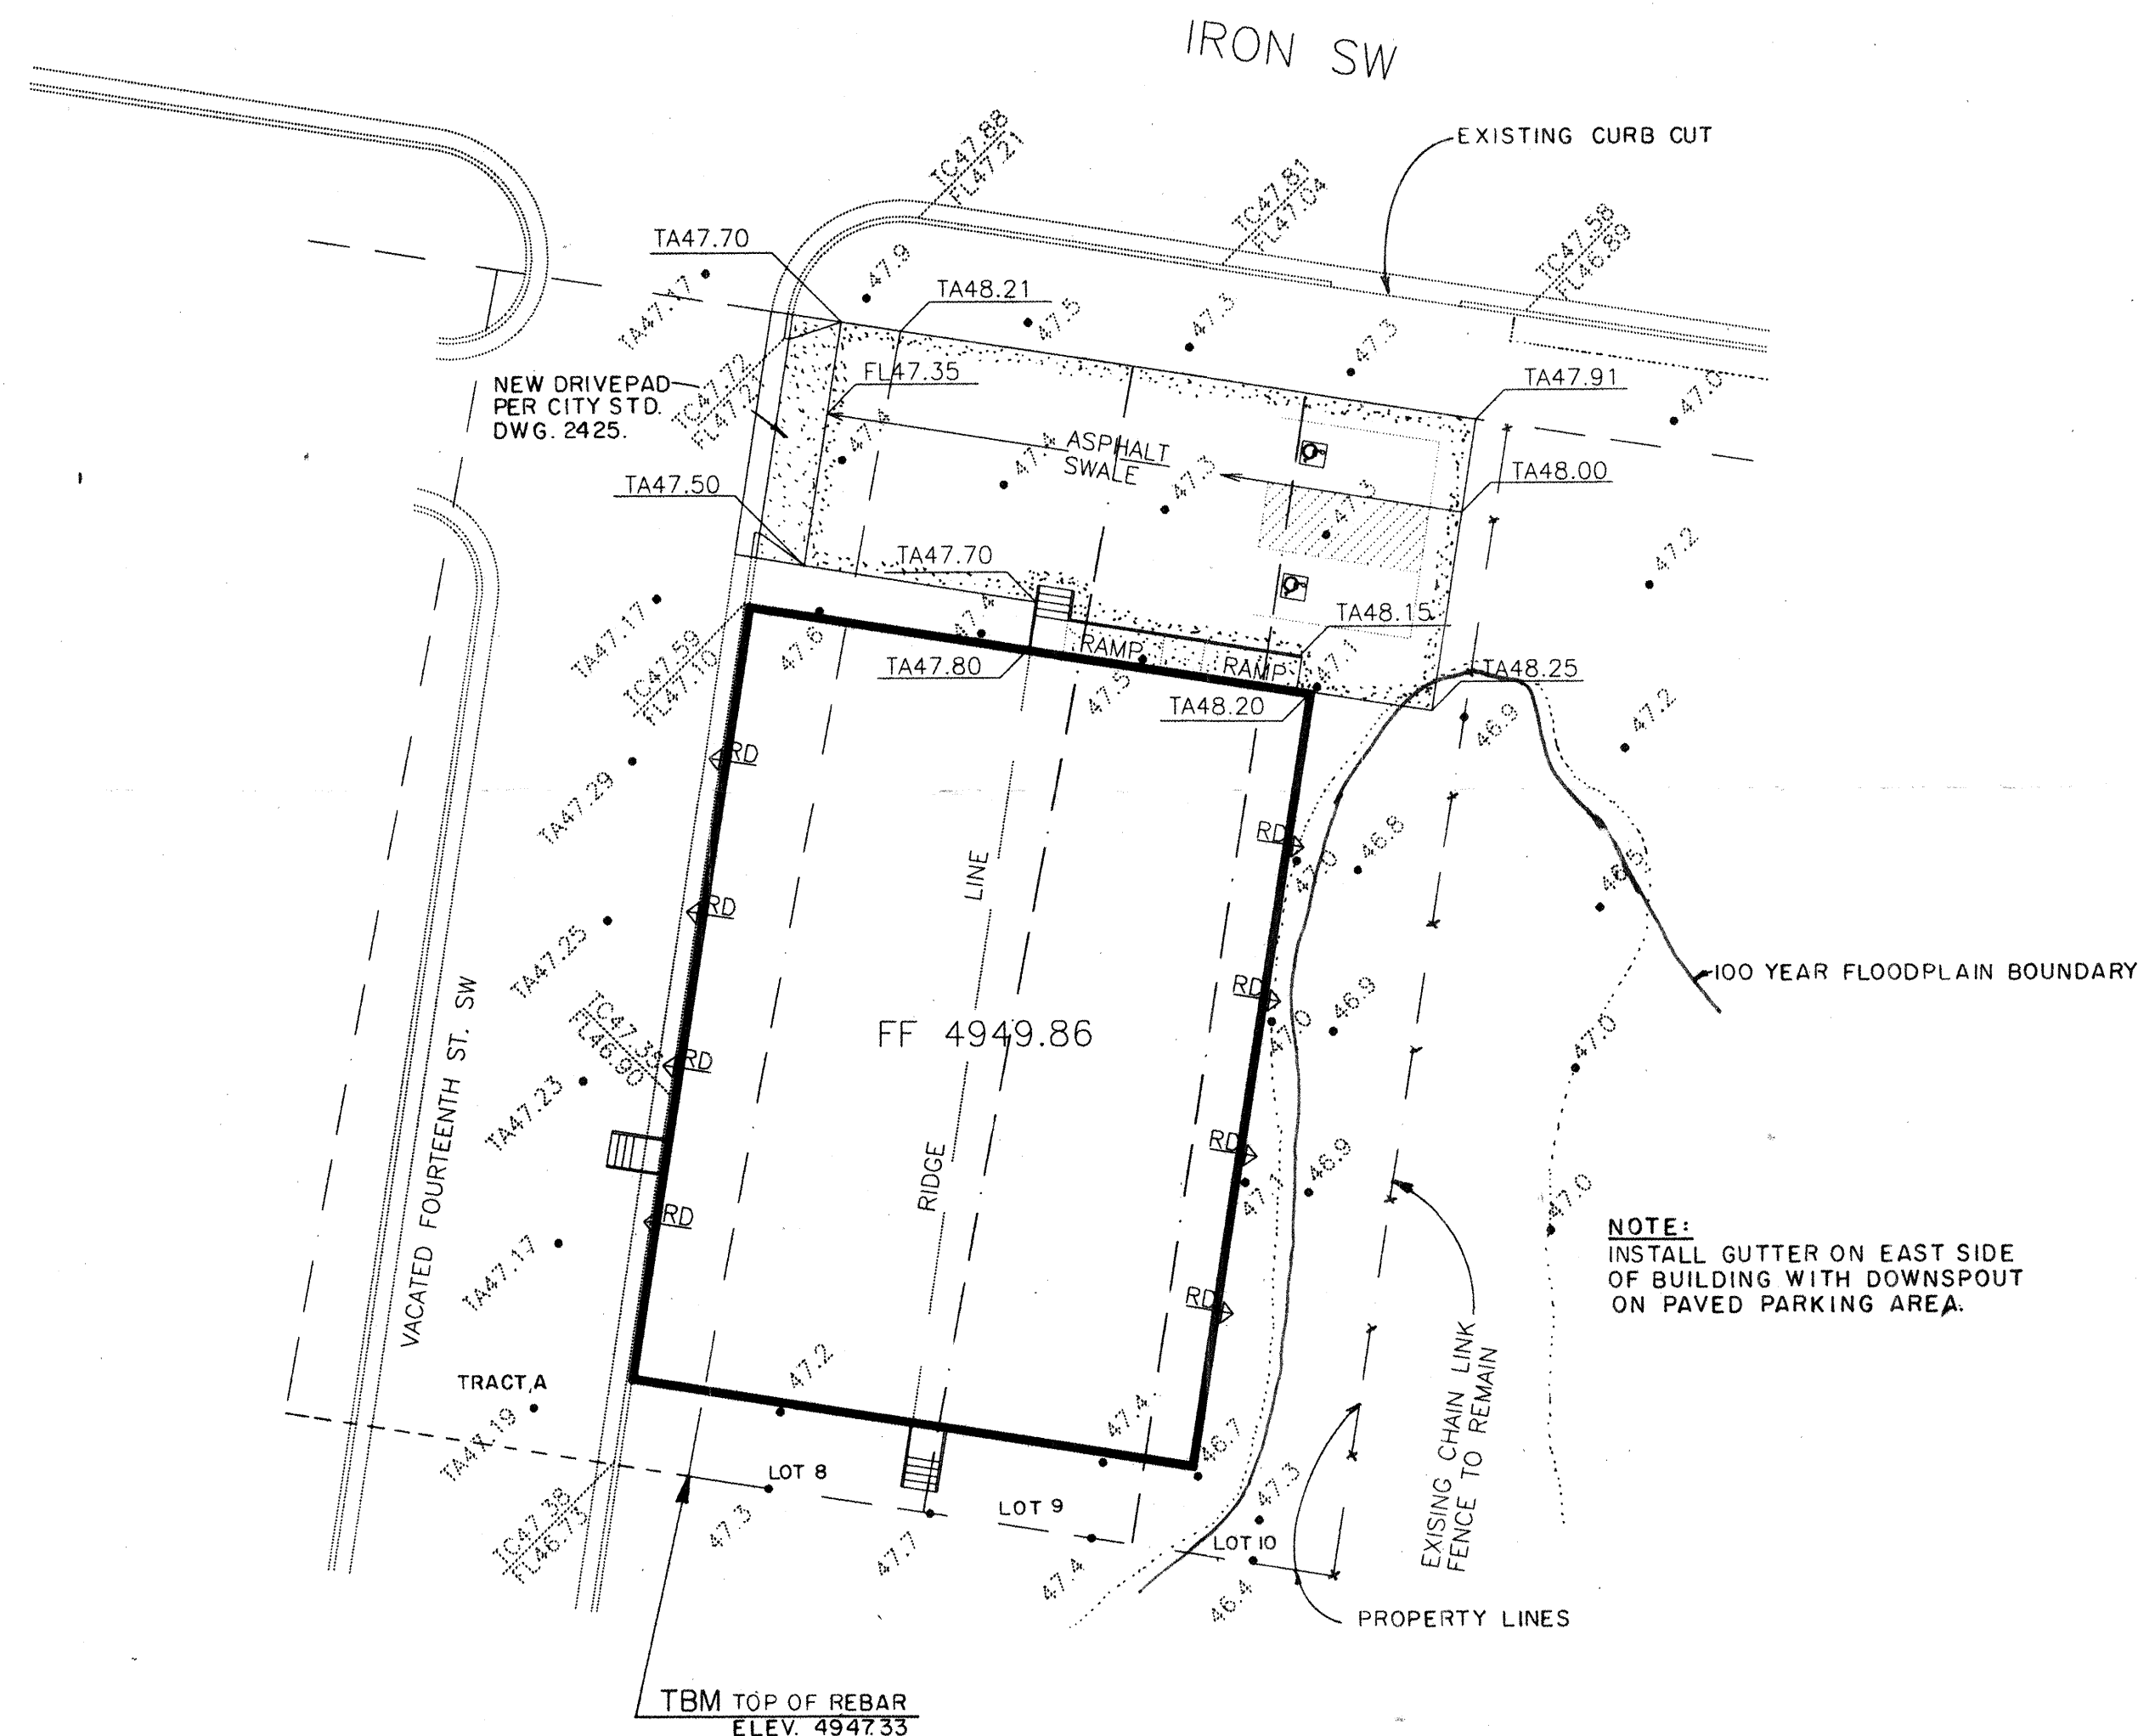 IRON SW
EXISTING CURB CUT
TC47.88
FL47.21
TC47.81
FL47.04
TC47.58
FL46.89
TA47.70
TA47.17
47.9
TA48.21
47.5
47.3
47.3
TA47.91
47.0
NEW DRIVEPAD
PER CITY STD.
DWG. 2425.
TC47.72
FL47.35
47.4
47.4
ASPHALT
SWALE
47.3
47.3
TA48.00
TA47.50
47.2
TA47.70
TA48.15
TA47.17
TC47.59
FL47.10
47.6
47.4
RAMP
RAMP
47.1
TA47.80
47.5
TA48.20
TA48.25
46.9
47.2
RD
TA47.29
RD
47.0
46.8
LINE
RD
TA47.25
100 YEAR FLOODPLAIN BOUNDARY
RD
47.0
46.9
FF 4949.86
FL46.90
RD
47.0
TA47.23
VACATED FOURTEENTH ST. SW
RD
47.1
46.9
RIDGE
47.0
RD
TA47.17
NOTE:
INSTALL GUTTER ON EAST SIDE
OF BUILDING WITH DOWNSPOUT
ON PAVED PARKING AREA.
RD
EXISING CHAIN LINK
FENCE TO REMAIN
47.2
TRACT A
47.4
46.7
LOT 8
47.3
47.3
LOT 9
47.7
47.4
LOT 10
46.4
TC47.38
FL46.73
PROPERTY LINES
TBM TOP OF REBAR
ELEV. 4947.33